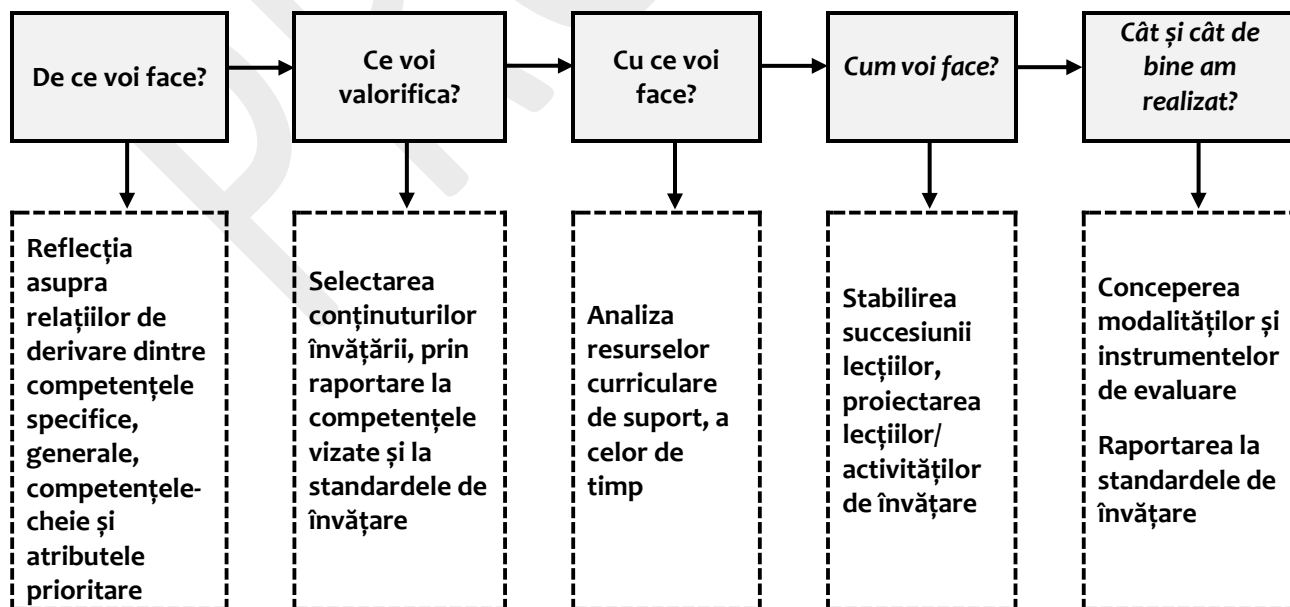 De ce voi face?
Ce voi
valorifica?
Cu ce voi
face?
Cum voi face?
Cât și cât de
bine am
realizat?
Reflecția
asupra
relațiilor de
derivare dintre
competențele
specifice,
generale,
competențele-
cheie și
atributele
prioritare
Selectarea
conținuturilor
învățării, prin
raportare la
competențele
vizate și la
standardele de
învățare
Analiza
resurselor
curriculare
de suport, a
celor de
timp
Stabilirea
succesiunii
lecțiilor,
proiectarea
lecțiilor/
activităților
de învățare
Conceperea
modalităților și
instrumentelor
de evaluare
Raportarea la
standardele de
învățare